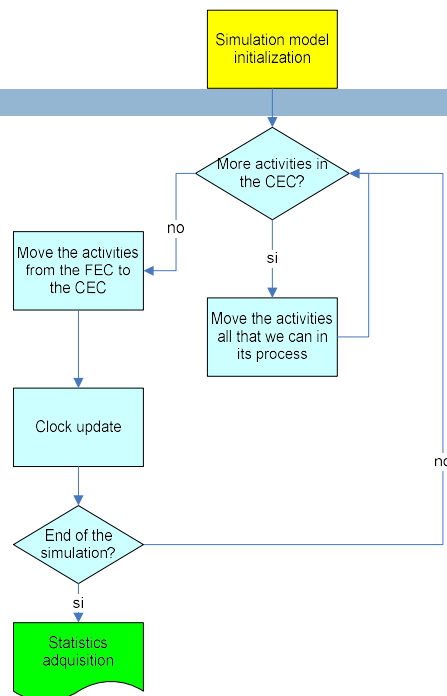 Simulation model
initialization
More activities in
the CEC?
no
si
Move the activities
from the FEC to
the CEC
Move the activities
all that we can in
its process
Clock update
no
End of the
simulation?
si
Statistics
adquisition